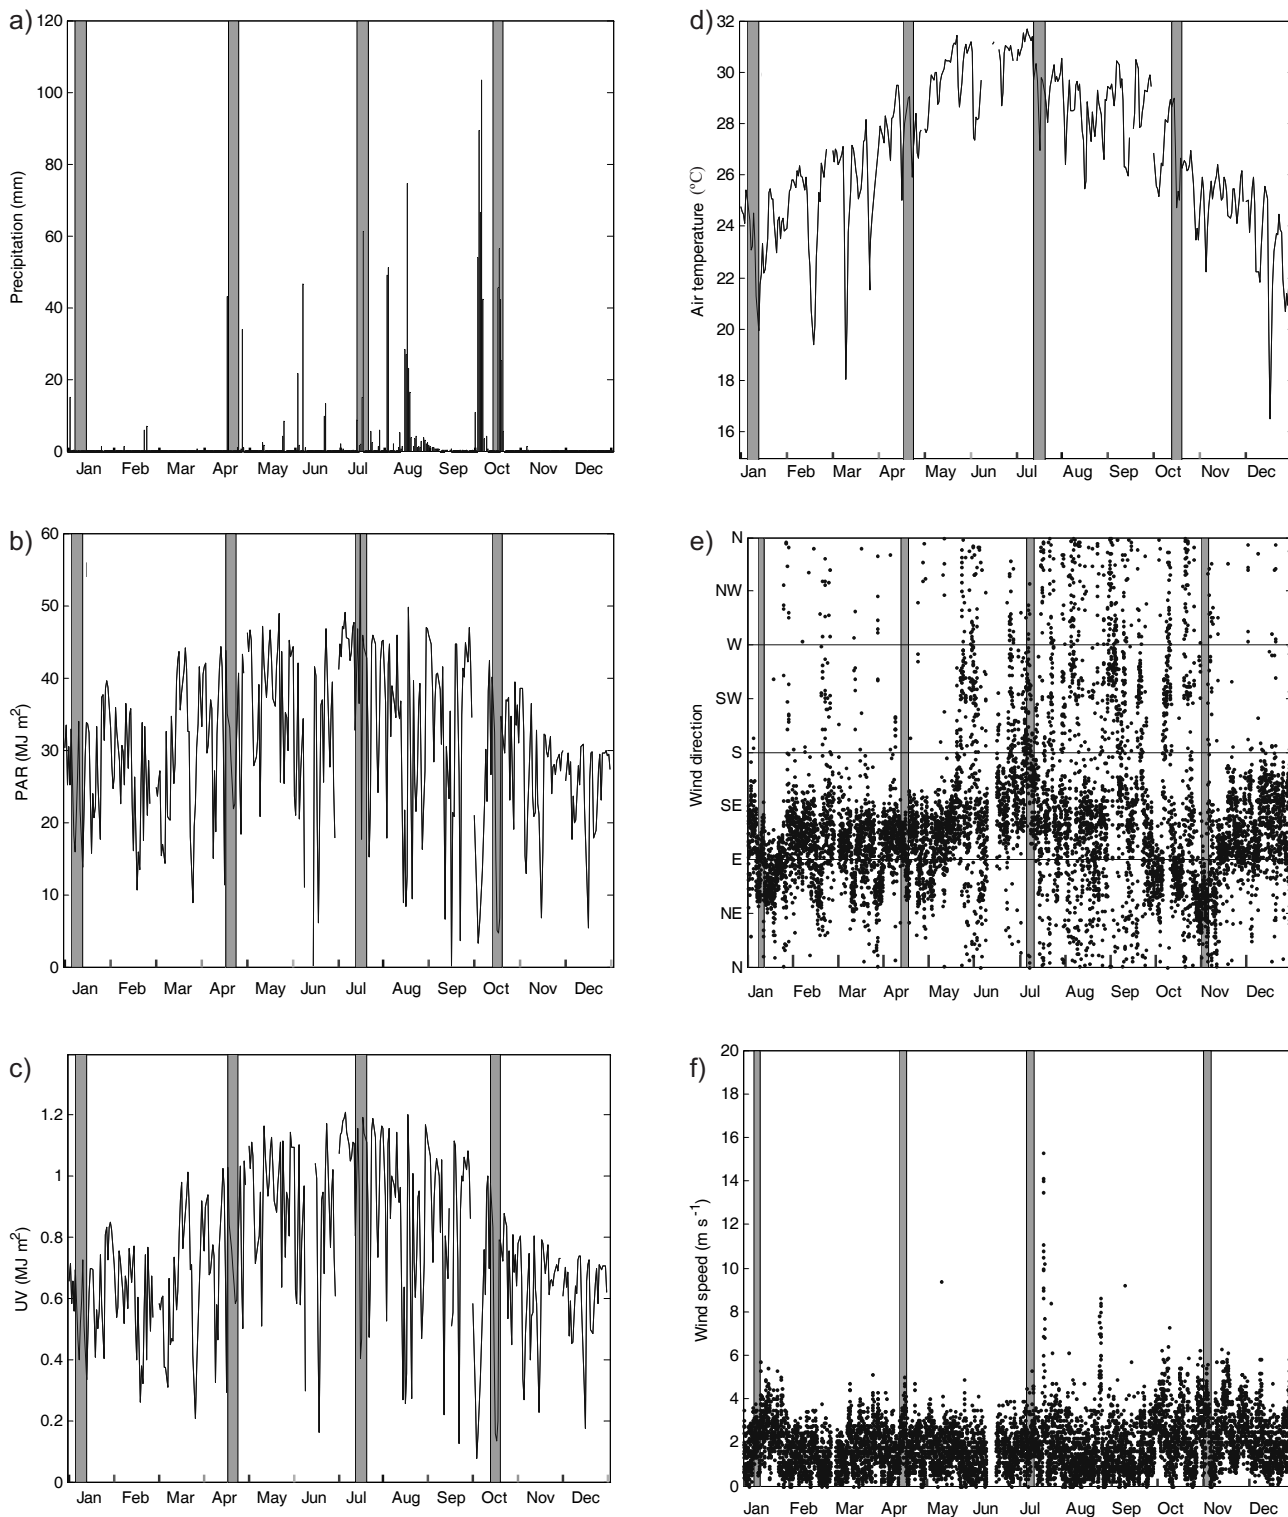 a)
120
100
80
60
40
20
0
Precipitation (mm)
Jan Feb Mar Apr May Jun Jul Aug Sep Oct Nov Dec
d)
32
30
28
26
24
22
20
18
16
Air temperature (°C)
Jan Feb Mar Apr May Jun Jul Aug Sep Oct Nov Dec
b)
60
50
40
30
20
10
0
PAR (MJ m²)
Jan Feb Mar Apr May Jun Jul Aug Sep Oct Nov Dec
e)
N
NW
W
SW
S
SE
E
NE
N
Wind direction
Jan Feb Mar Apr May Jun Jul Aug Sep Oct Nov Dec
c)
1.2
1
0.8
0.6
0.4
0.2
0
UV (MJ m²)
Jan Feb Mar Apr May Jun Jul Aug Sep Oct Nov Dec
f)
20
18
16
14
12
10
8
6
4
2
0
Wind speed (m s⁻¹)
Jan Feb Mar Apr May Jun Jul Aug Sep Oct Nov Dec